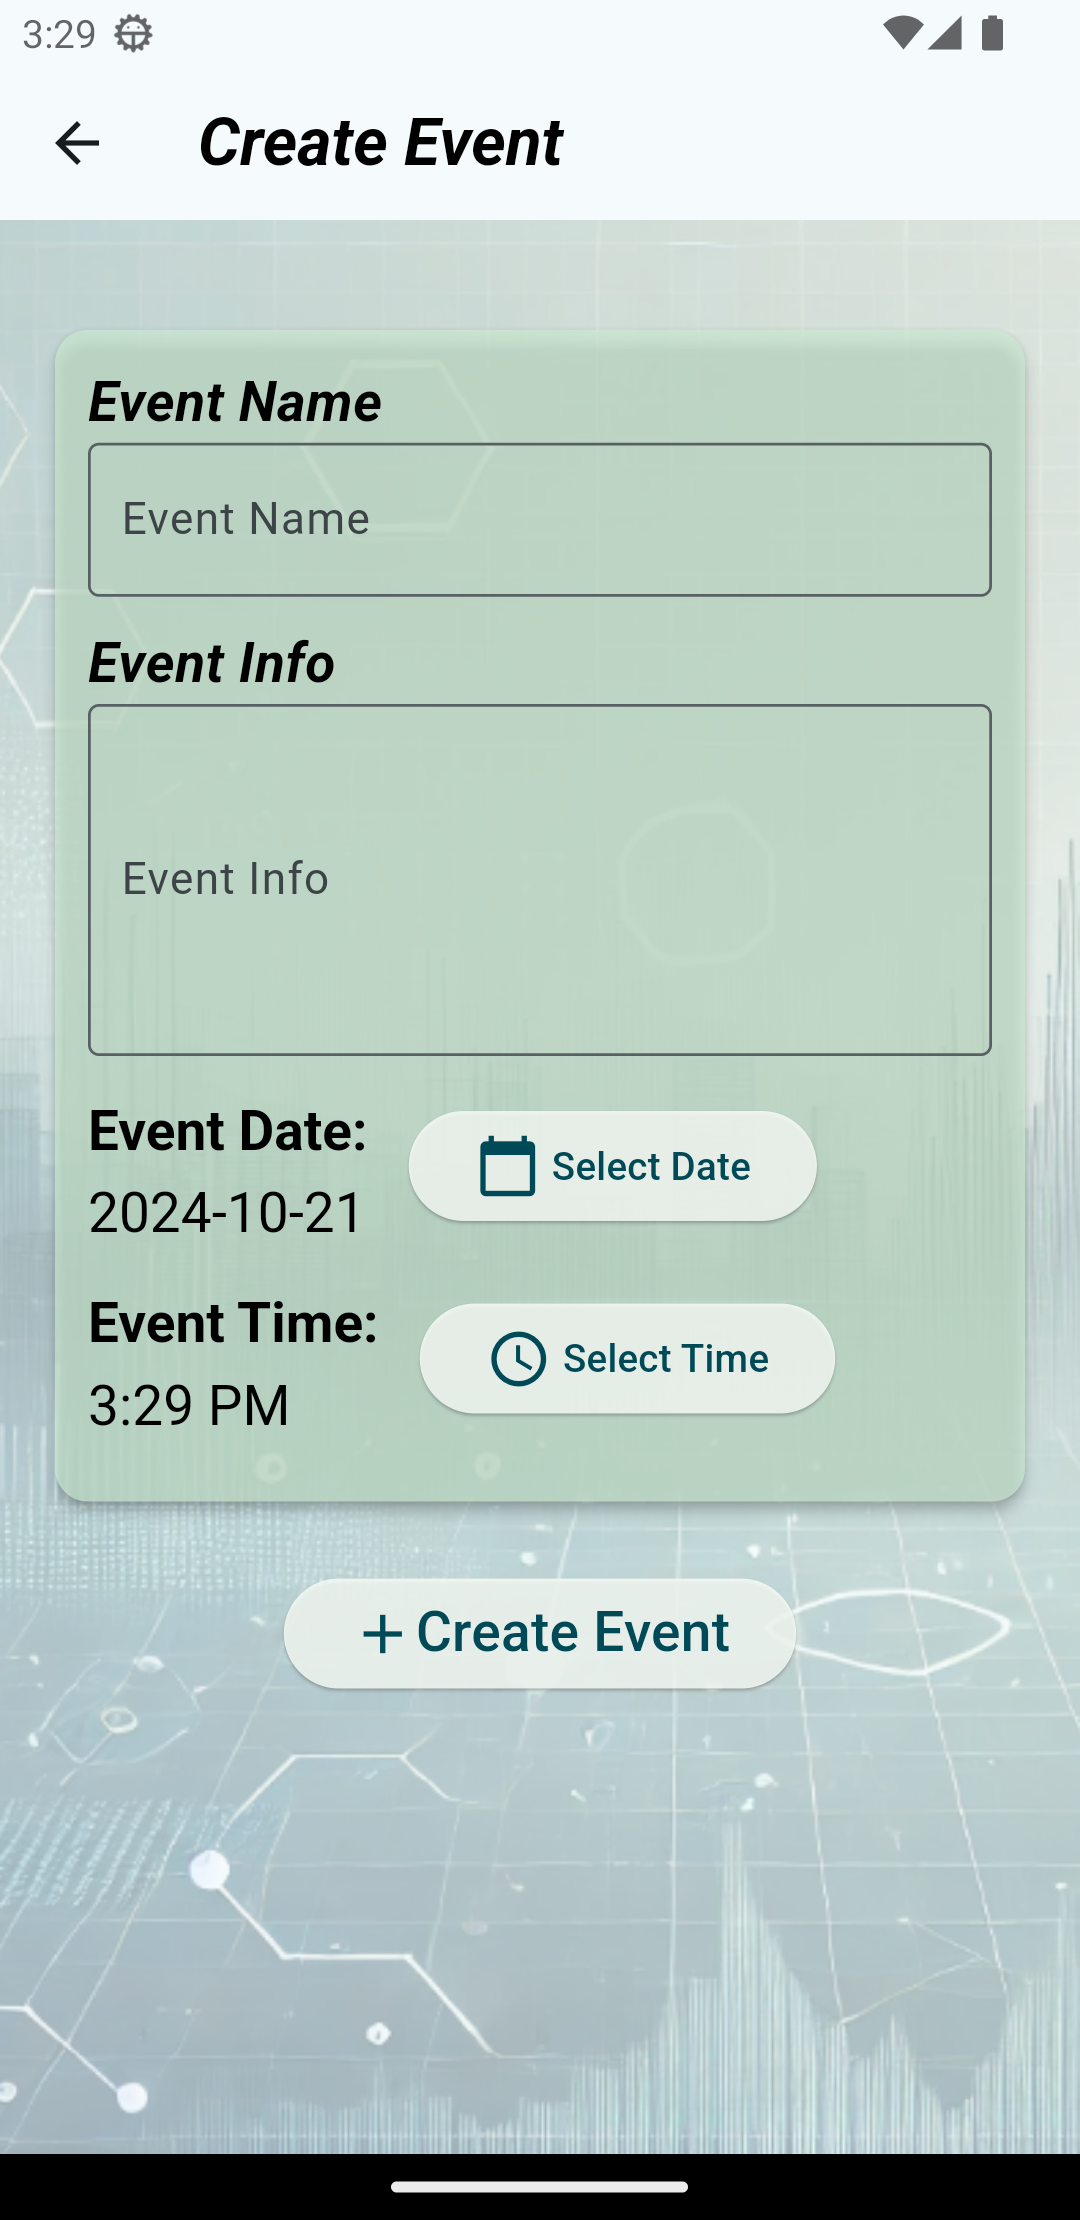 3:29
Create Event
Event Name
Event Name
Event Info
Event Info
Event Date:
Select Date
2024-10-21
Event Time:
Select Time
3:29 PM
+ Create Event